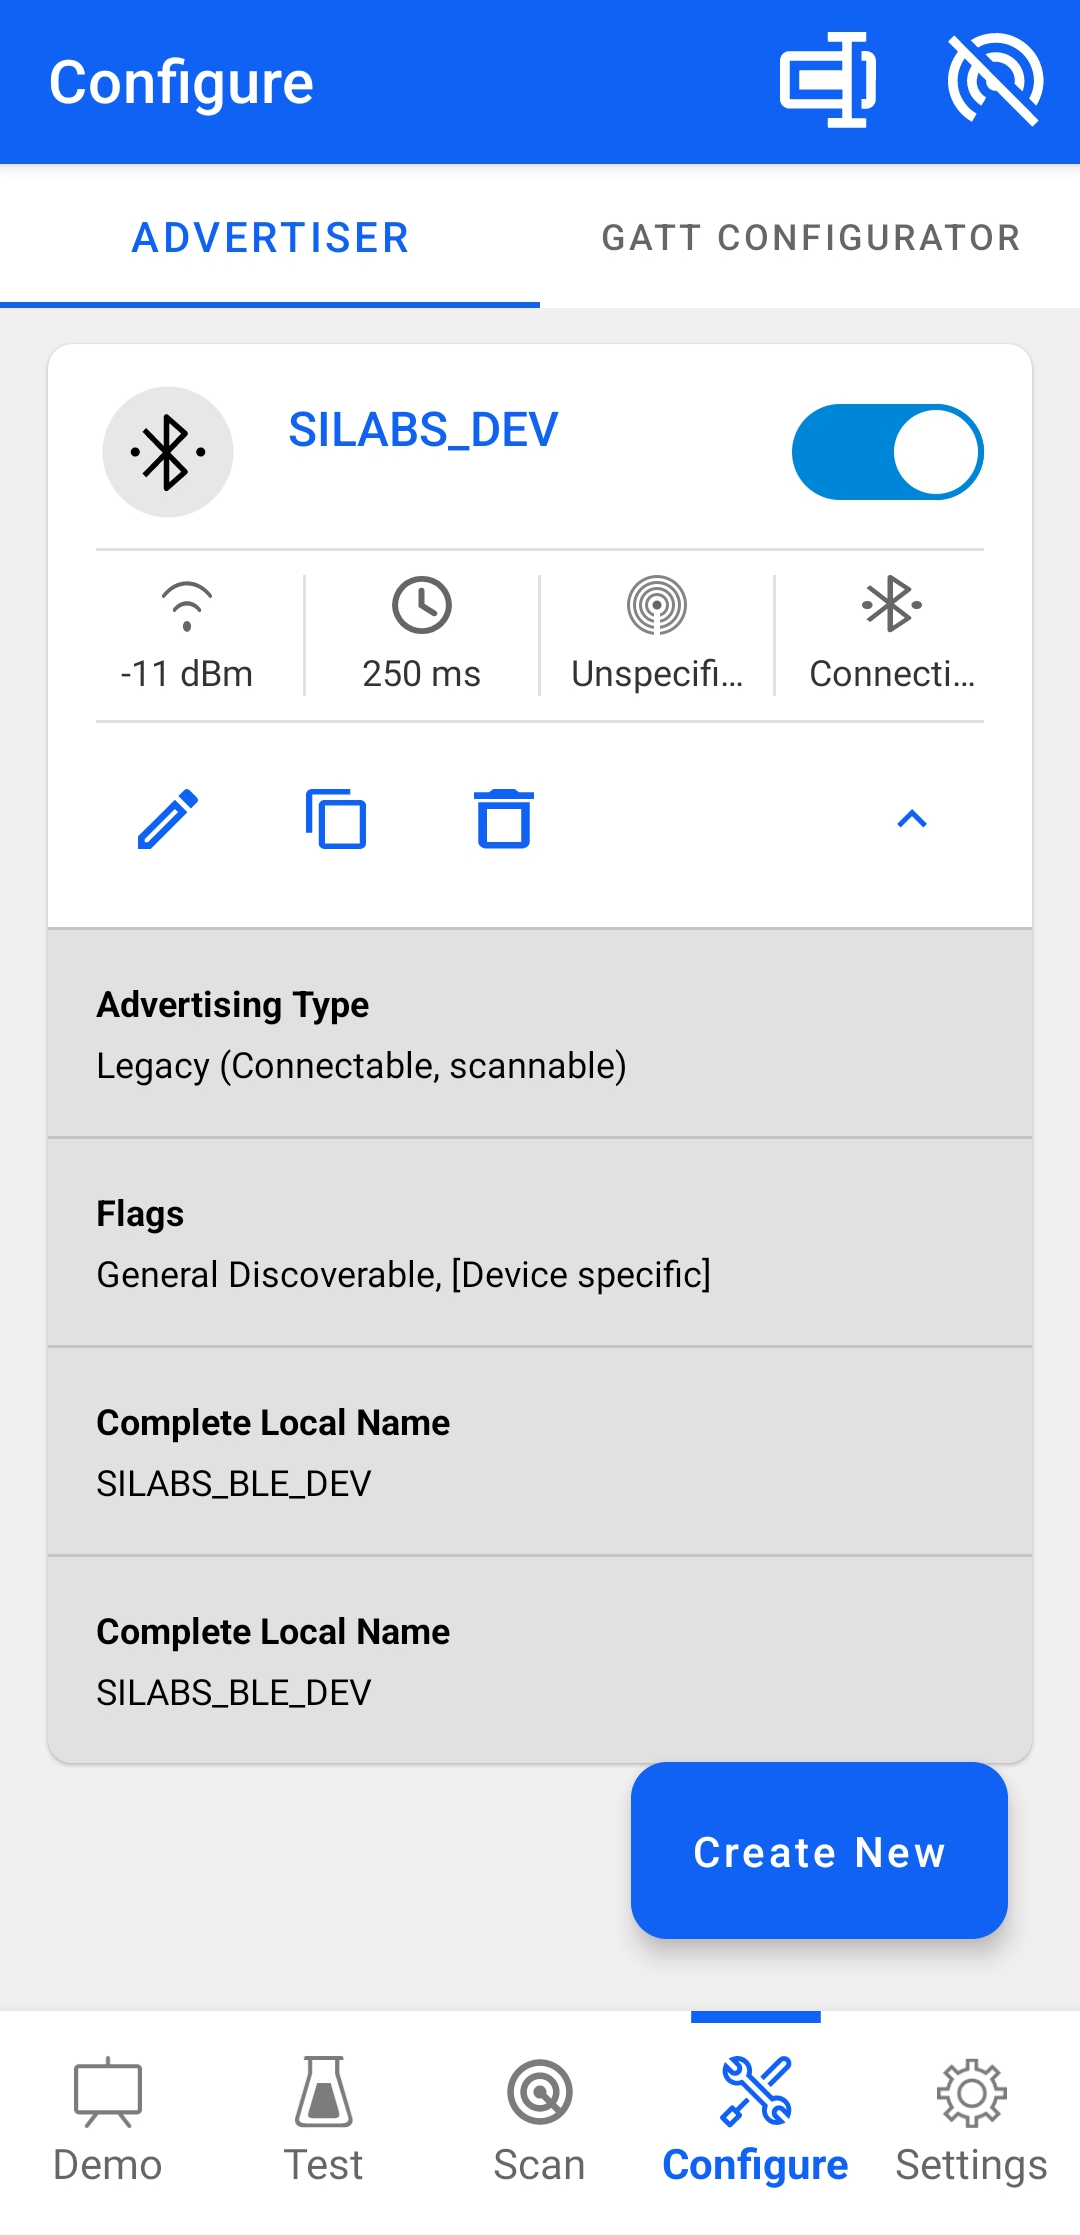 Configure
ADVERTISER
GATT CONFIGURATOR
SILABS_DEV
-11 dBm
250 ms
Unspecifi...
Connecti...
Advertising Type
Legacy (Connectable, scannable)
Flags
General Discoverable, [Device specific]
Complete Local Name
SILABS_BLE_DEV
Complete Local Name
SILABS_BLE_DEV
Create New
Demo
Test
Scan
Configure
Settings